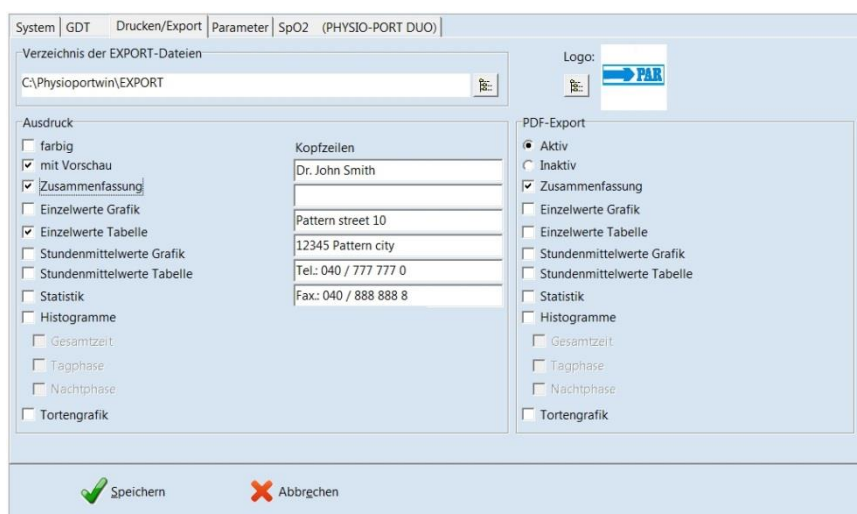 System GDT Drucken/Export Parameter SpO2 (PHYSIO-PORT DUO)
Verzeichnis der EXPORT-Dateien
C:\Physioportwin\EXPORT
Logo:
PAR
Ausdruck
farbig
mit Vorschau
Zusammenfassung
Einzelwerte Grafik
Einzelwerte Tabelle
Stundenmittelwerte Grafik
Stundenmittelwerte Tabelle
Statistik
Histogramme
Gesamtzeit
Tagphase
Nachtphase
Tortengrafik
Kopfzeilen
Dr. John Smith
Pattern street 10
12345 Pattern city
Tel.: 040 / 777 777 0
Fax.: 040 / 888 888 8
PDF-Export
Aktiv
Inaktiv
Zusammenfassung
Einzelwerte Grafik
Einzelwerte Tabelle
Stundenmittelwerte Grafik
Stundenmittelwerte Tabelle
Statistik
Histogramme
Gesamtzeit
Tagphase
Nachtphase
Tortengrafik
Speichern
Abbrechen